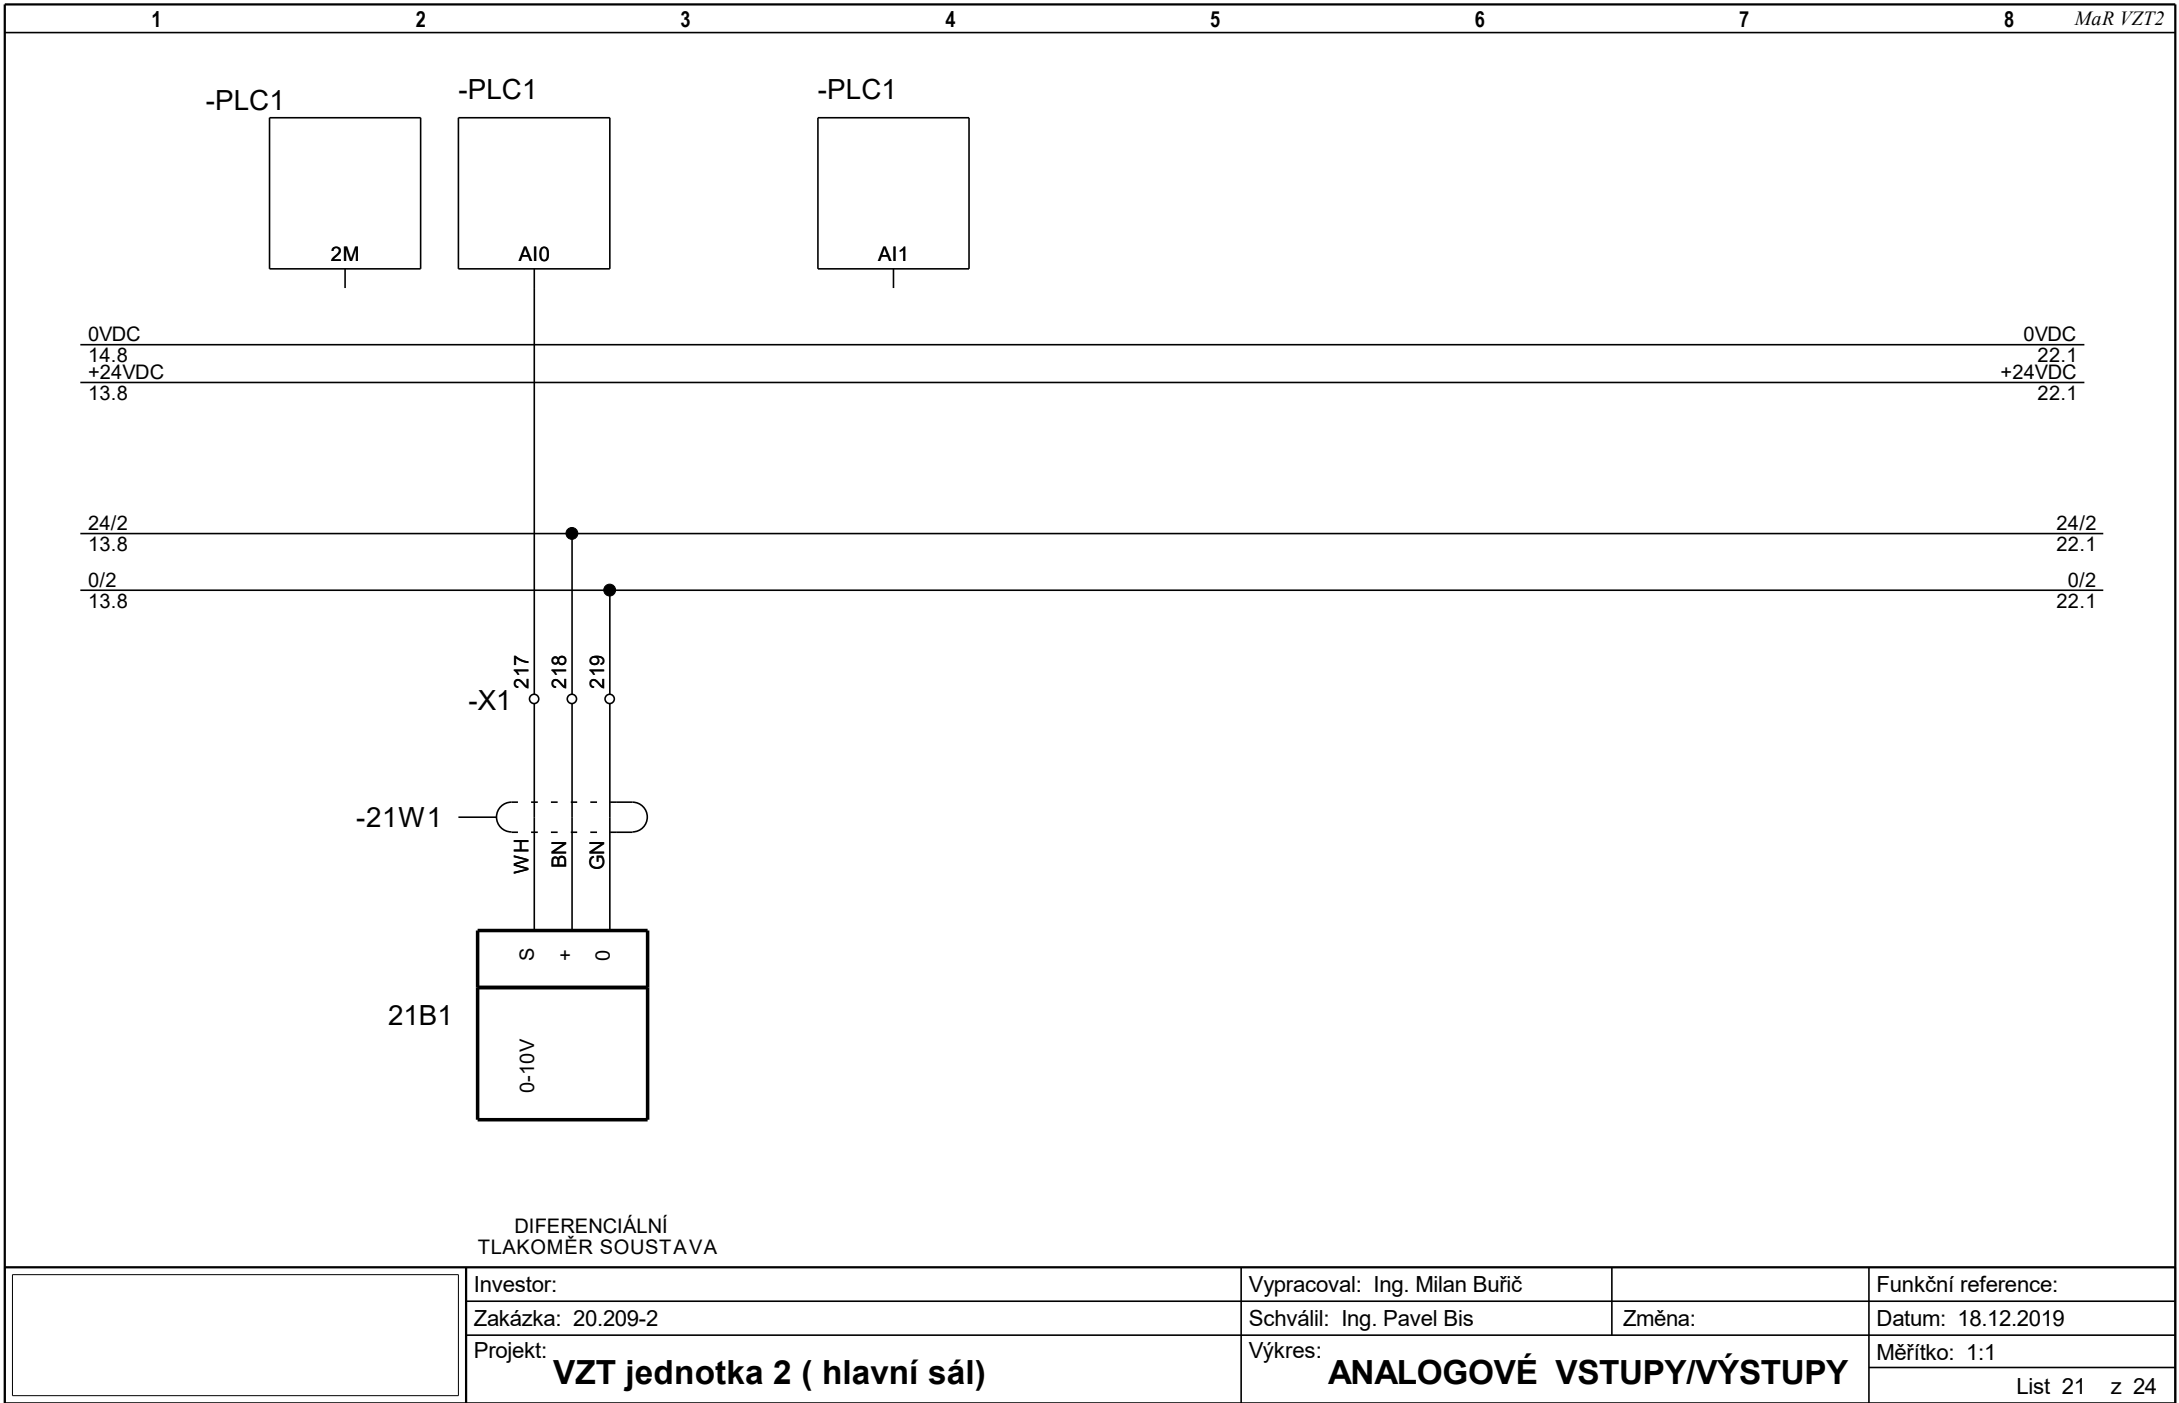 1 2 3 4 5 6 7 8 MaR VZT2
-PLC1 -PLC1 -PLC1
2M AI0 AI1
0VDC 0VDC
14.8 22.1
+24VDC +24VDC
13.8 22.1
24/2 24/2
13.8 22.1
0/2 0/2
13.8 22.1
217 218 219
-X1
-21W1
WH BN GN
S + 0
21B1
0-10V
DIFERENCIÁLNÍ
TLAKOMĚR SOUSTAVA
Investor: Vypracoval: Ing. Milan Buřič Funkční reference:
Zakázka: 20.209-2 Schválil: Ing. Pavel Bis Změna: Datum: 18.12.2019
Projekt: VZT jednotka 2 ( hlavní sál) Výkres: ANALOGOVÉ VSTUPY/VÝSTUPY Měřítko: 1:1
List 21 z 24